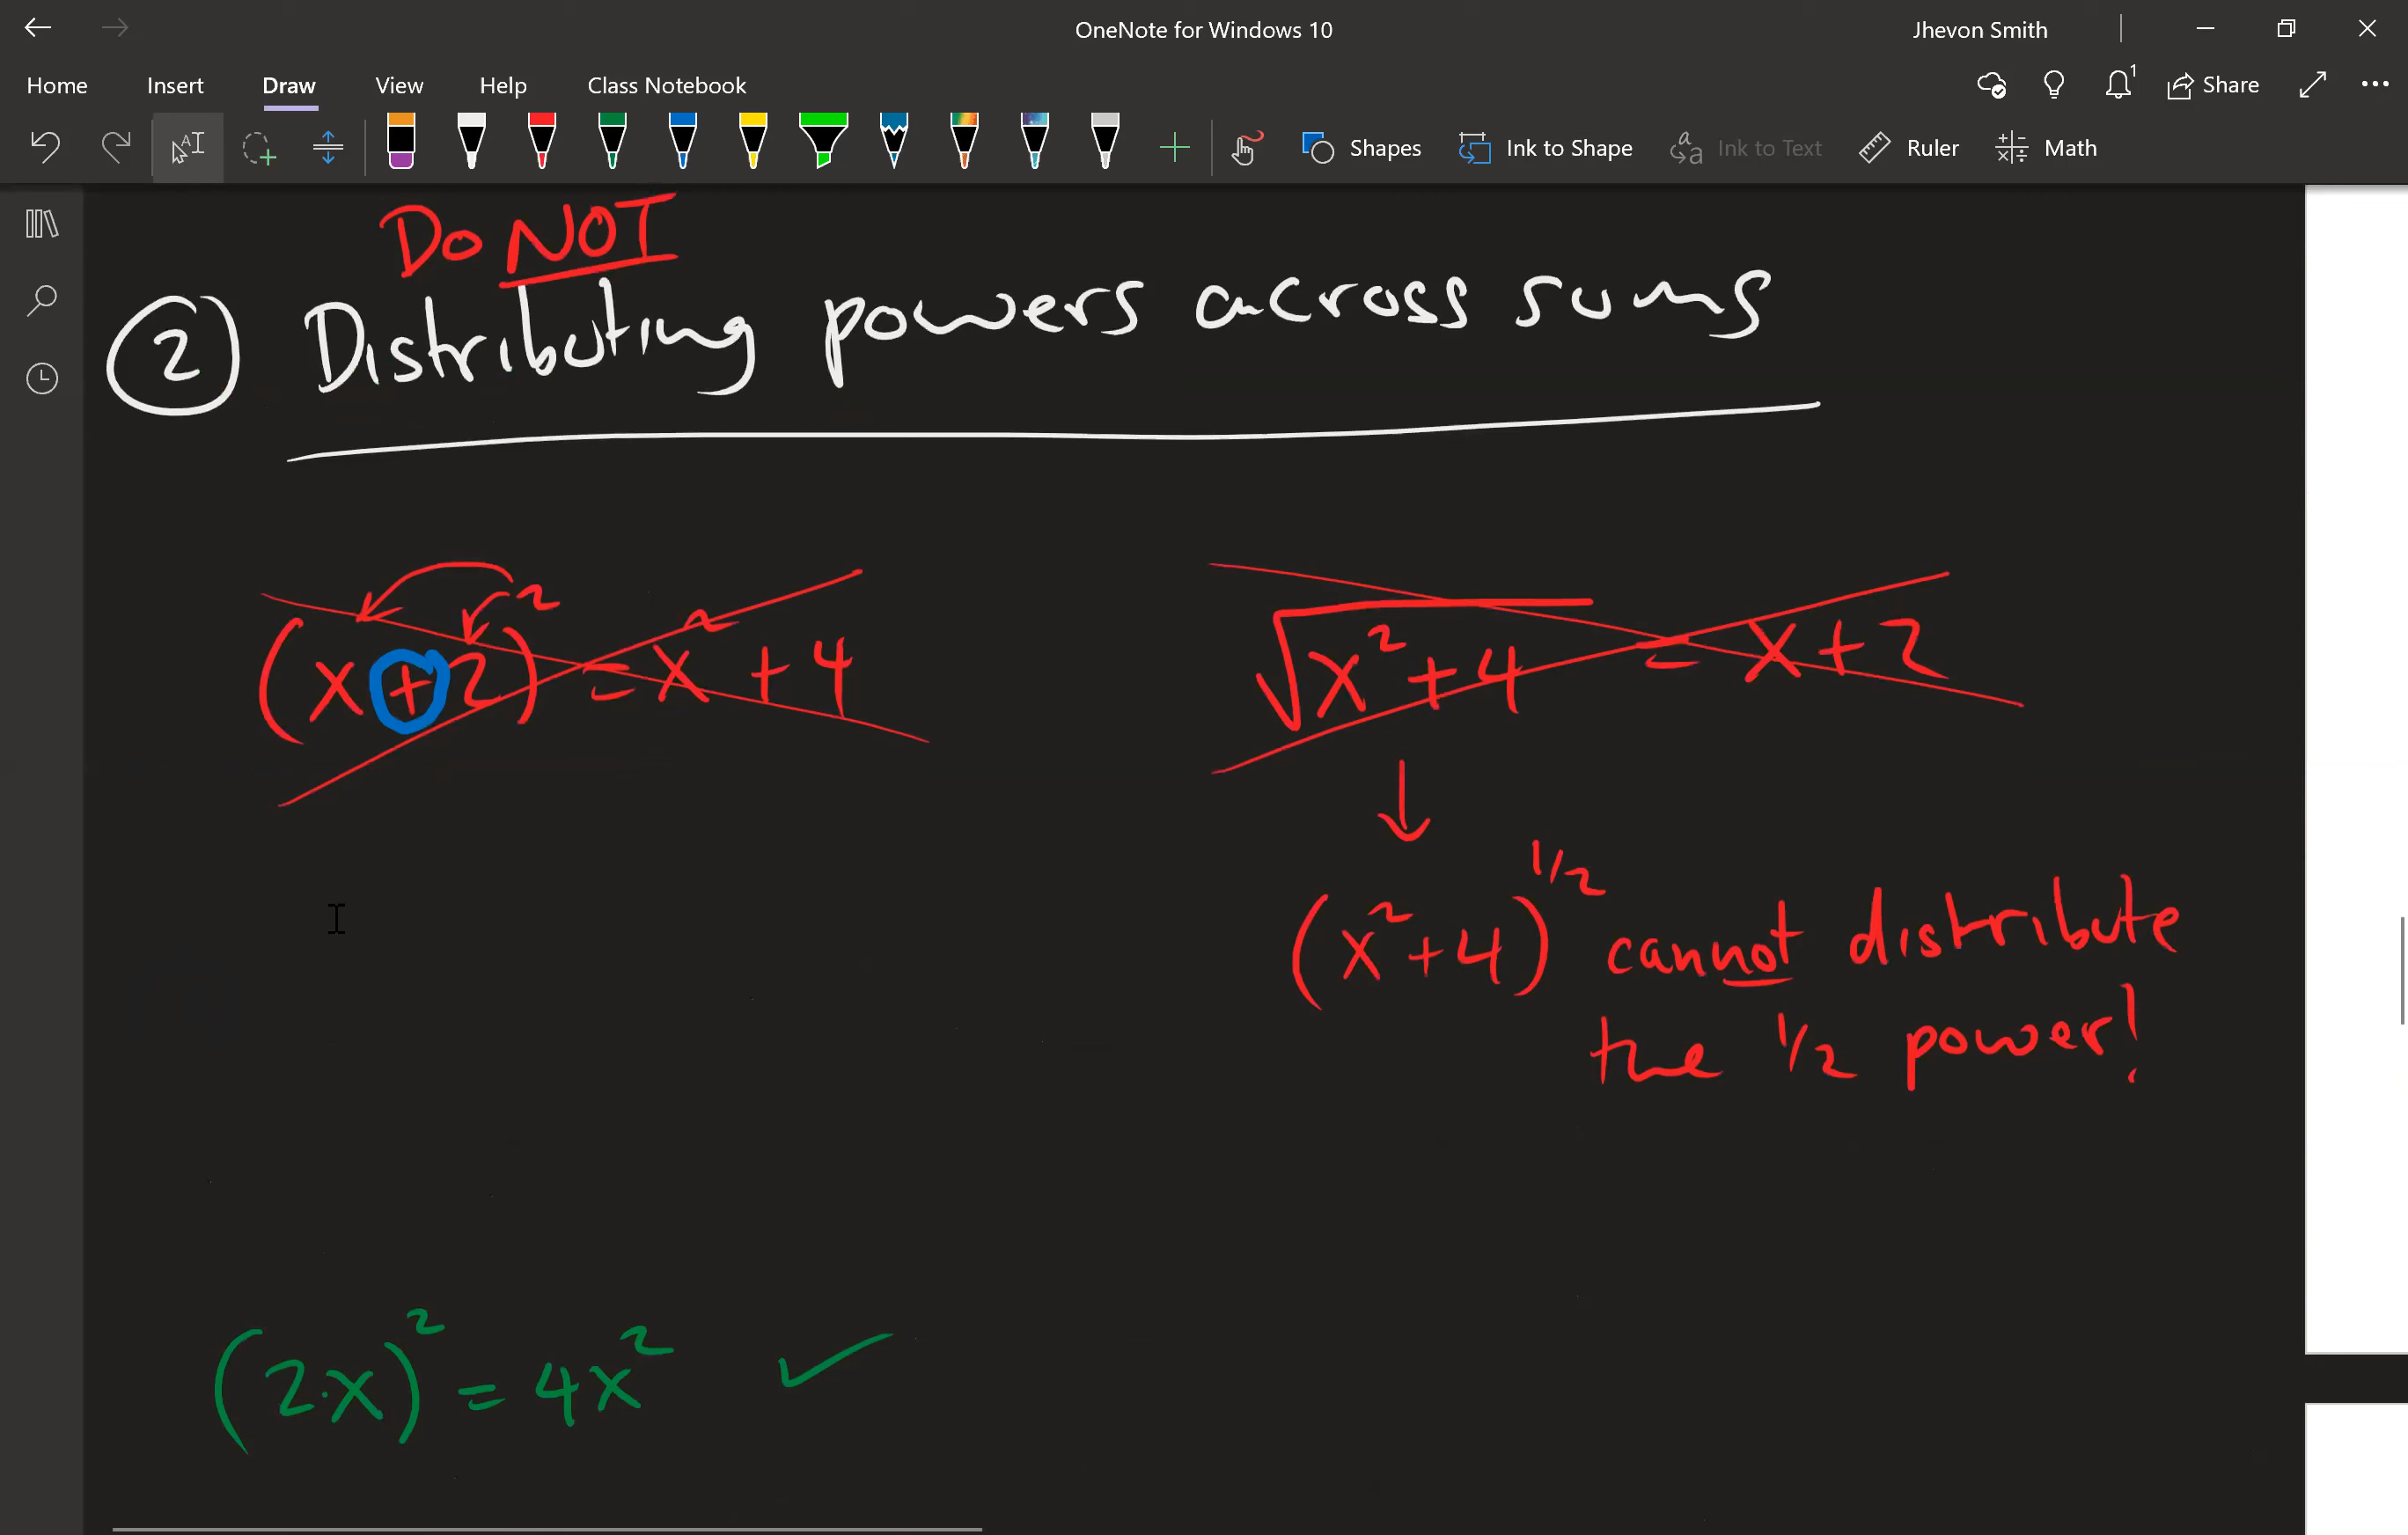 OneNote for Windows 10
Jhevon Smith
Home Insert Draw View Help Class Notebook
1 Share
Shapes Ink to Shape Ink to Text Ruler Math
Do NOT
② Distributing powers across sums
(x + 2)² = x² + 4
√x² + 4 = x + 2
(x² + 4)^1/2 cannot distribute
the 1/2 power!
(2·x)² = 4x² ✓